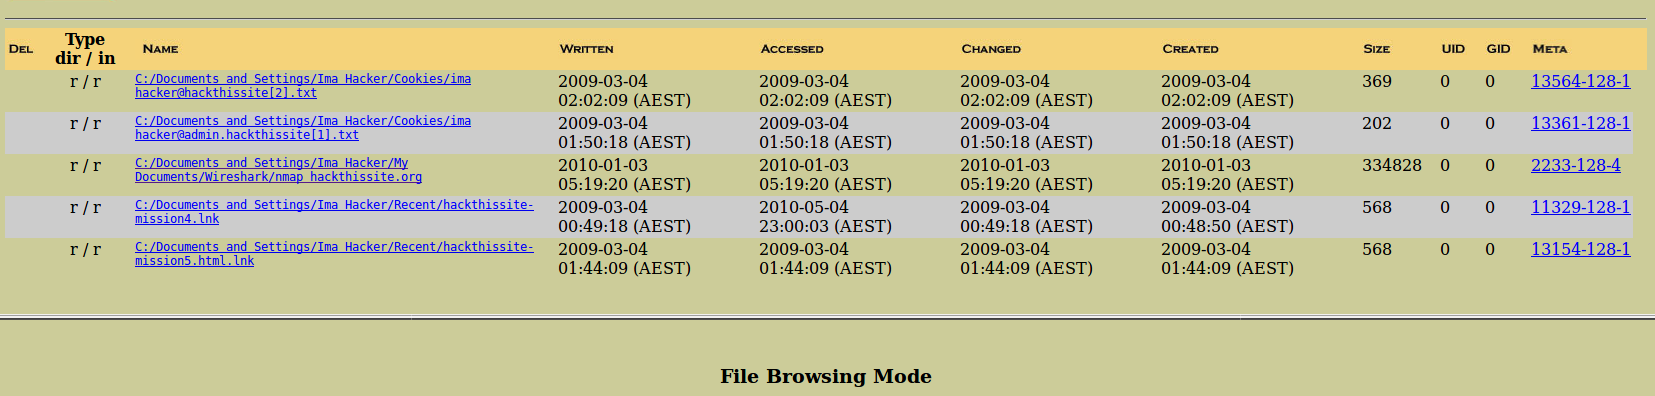 DEL Type dir / in NAME WRITTEN ACCESSED CHANGED CREATED SIZE UID GID META
r / r C:/Documents and Settings/Ima Hacker/Cookies/ima 2009-03-04 2009-03-04 2009-03-04 2009-03-04 369 0 0 13564-128-1
hacker@hackthissite[2].txt 02:02:09 (AEST) 02:02:09 (AEST) 02:02:09 (AEST) 02:02:09 (AEST)
r / r C:/Documents and Settings/Ima Hacker/Cookies/ima 2009-03-04 2009-03-04 2009-03-04 2009-03-04 202 0 0 13361-128-1
hacker@admin.hackthissite[1].txt 01:50:18 (AEST) 01:50:18 (AEST) 01:50:18 (AEST) 01:50:18 (AEST)
r / r C:/Documents and Settings/Ima Hacker/My 2010-01-03 2010-01-03 2010-01-03 2010-01-03 334828 0 0 2233-128-4
Documents/Wireshark/nmap hackthissite.org 05:19:20 (AEST) 05:19:20 (AEST) 05:19:20 (AEST) 05:19:20 (AEST)
r / r C:/Documents and Settings/Ima Hacker/Recent/hackthissite- 2009-03-04 2010-05-04 2009-03-04 2009-03-04 568 0 0 11329-128-1
mission4.lnk 00:49:18 (AEST) 23:00:03 (AEST) 00:49:18 (AEST) 00:48:50 (AEST)
r / r C:/Documents and Settings/Ima Hacker/Recent/hackthissite- 2009-03-04 2009-03-04 2009-03-04 2009-03-04 568 0 0 13154-128-1
mission5.html.lnk 01:44:09 (AEST) 01:44:09 (AEST) 01:44:09 (AEST) 01:44:09 (AEST)
File Browsing Mode